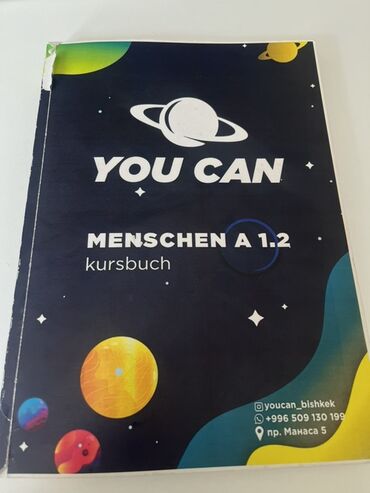 YOU CAN
MENSCHEN A 1.2
kursbuch
youcan_bishkek
+996 509 130 199
пр. Манаса 5